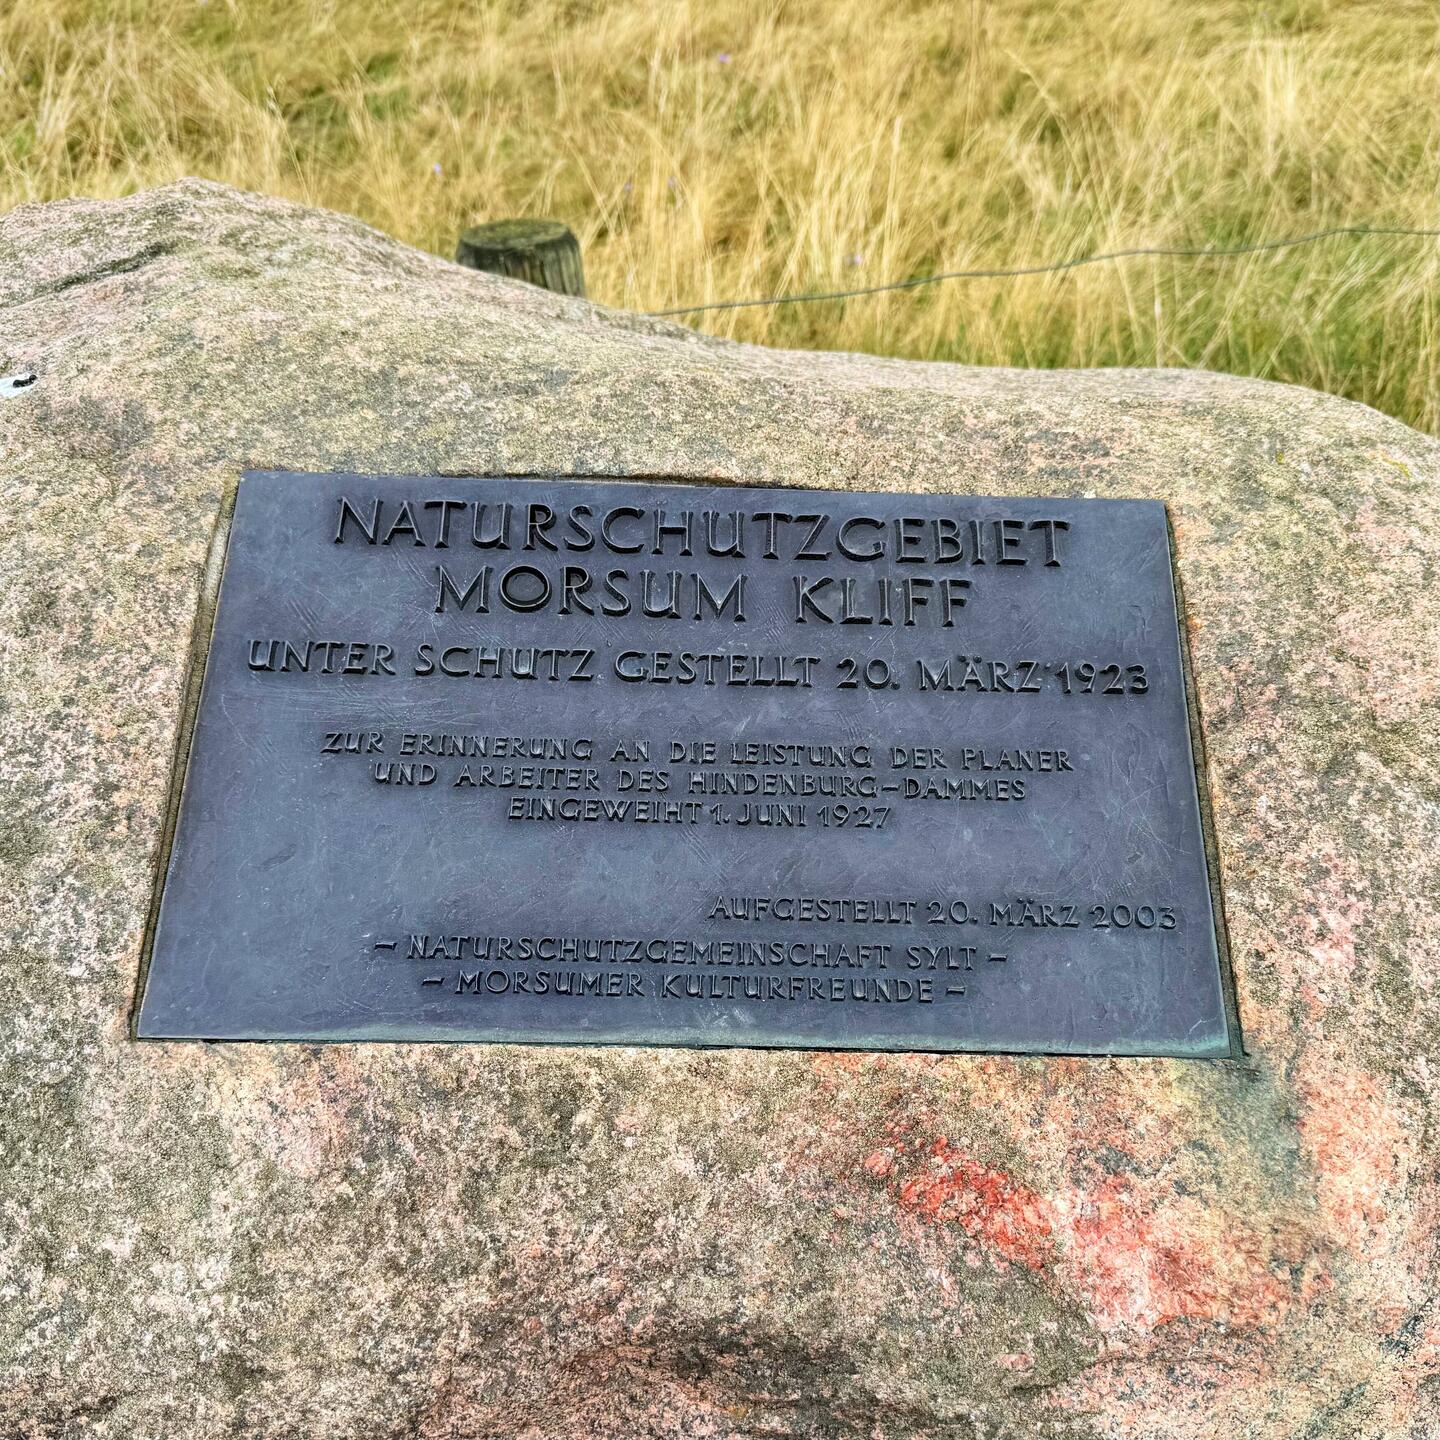 NATURSCHUTZGEBIET
MORSUM KLIFF
UNTER SCHUTZ GESTELLT 20. MÄRZ 1923
ZUR ERINNERUNG AN DIE LEISTUNG DER PLANER
UND ARBEITER DES HINDENBURG-DAMMES
EINGEWEIHT 1. JUNI 1927
AUFGESTELLT 20. MÄRZ 2003
- NATURSCHUTZGEMEINSCHAFT SYLT -
- MORSUMER KULTURFREUNDE -